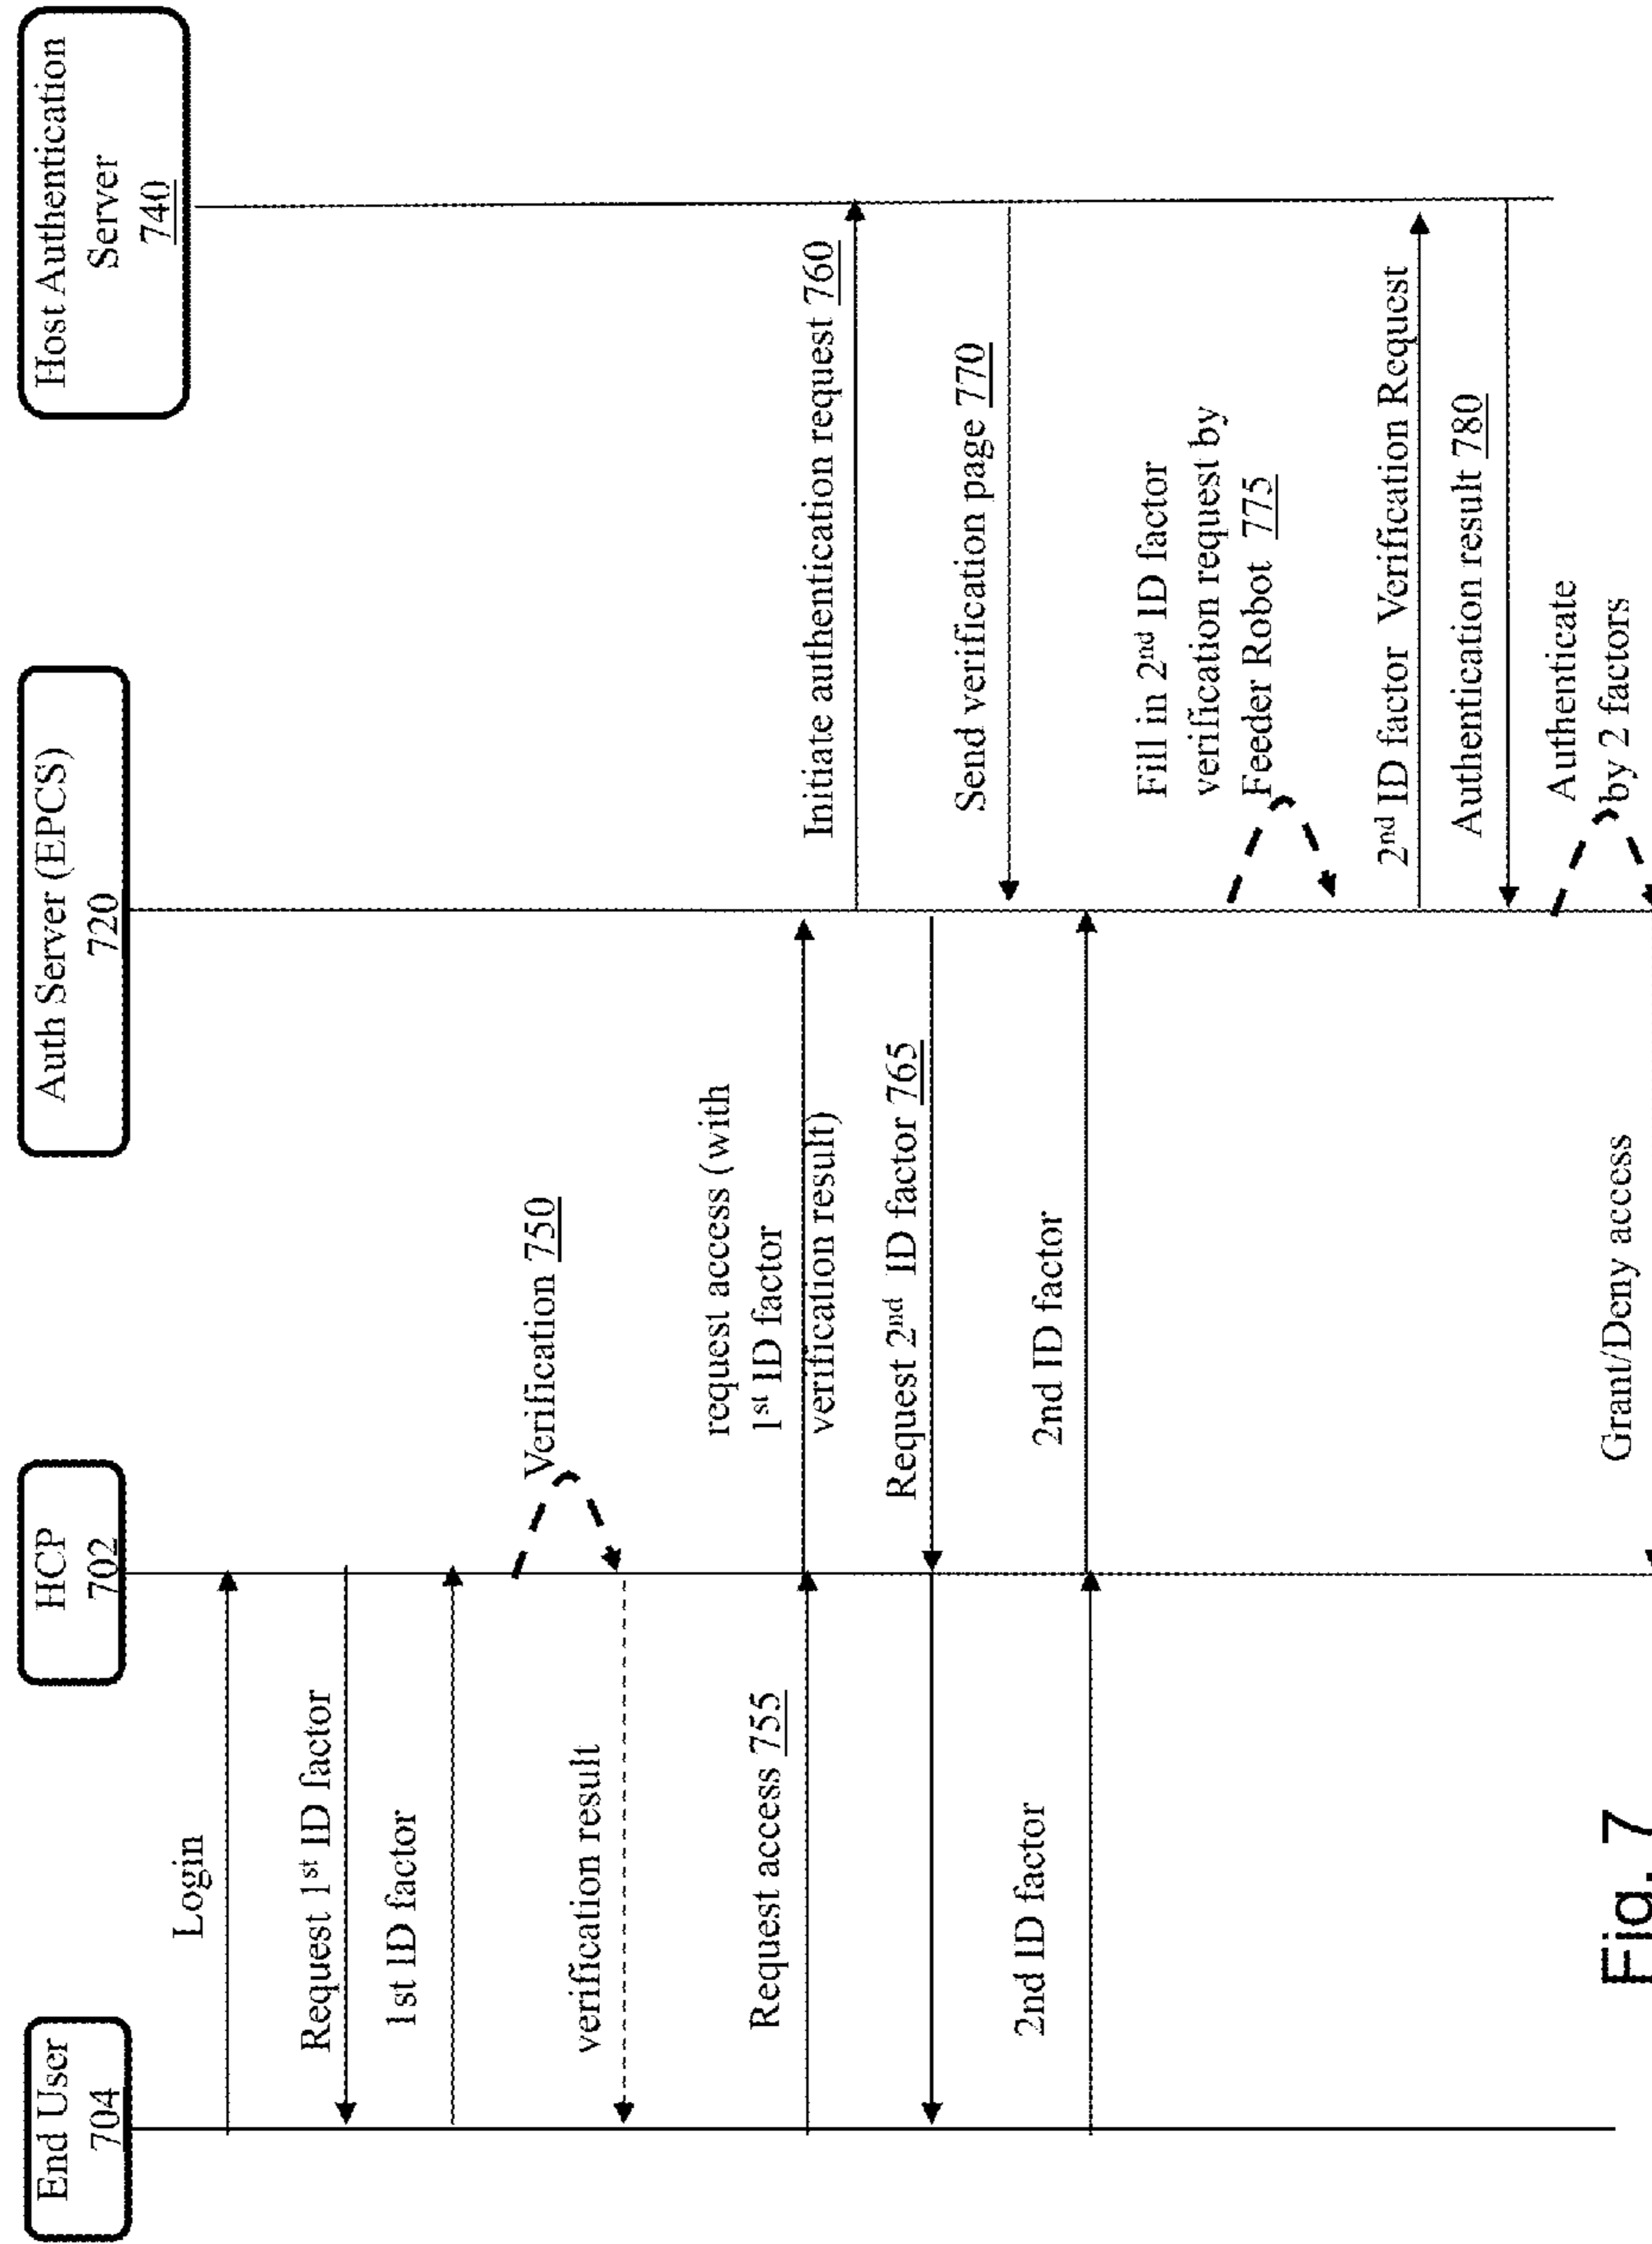 End User
704
HCP
702
Auth Server (EPCS)
720
Host Authentication
Server
740
Login
Request 1st ID factor
1st ID factor
Verification 750
verification result
request access (with
1st ID factor
verification result)
Request access 755
Initiate authentication request 760
Request 2nd ID factor 765
Send verification page 770
2nd ID factor
2nd ID factor
Fill in 2nd ID factor
verification request by
Feeder Robot 775
2nd ID factor Verification Request
Authentication result 780
Authenticate
by 2 factors
Grant/Deny access
Fig. 7